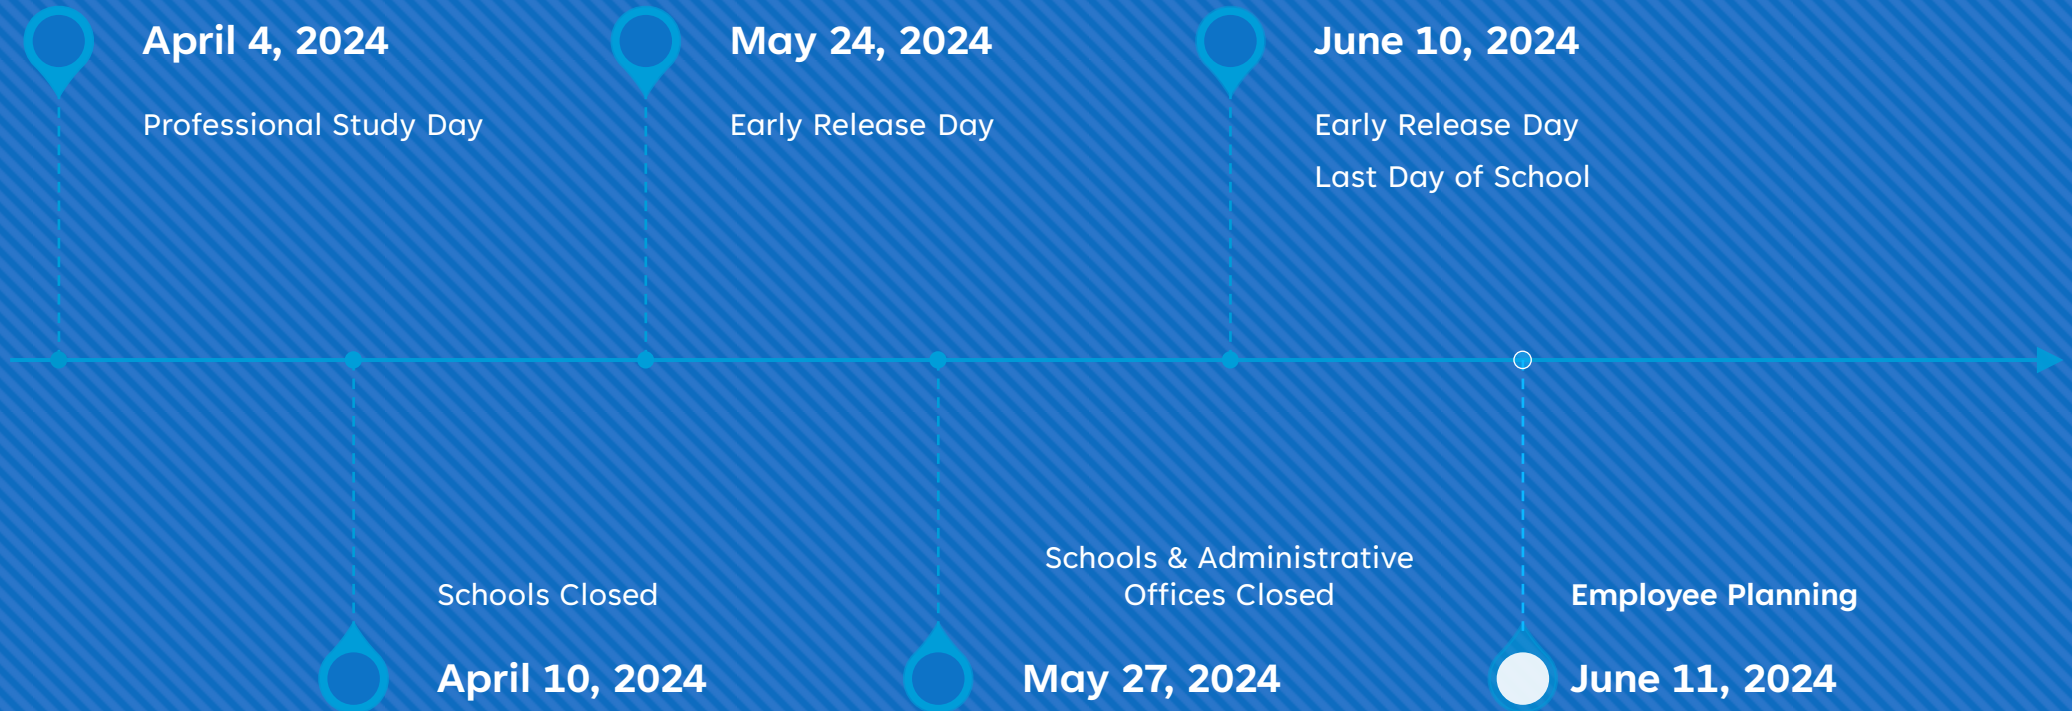 April 4, 2024
Professional Study Day
May 24, 2024
Early Release Day
June 10, 2024
Early Release Day
Last Day of School
Schools Closed
April 10, 2024
Schools & Administrative
Offices Closed
May 27, 2024
Employee Planning
June 11, 2024